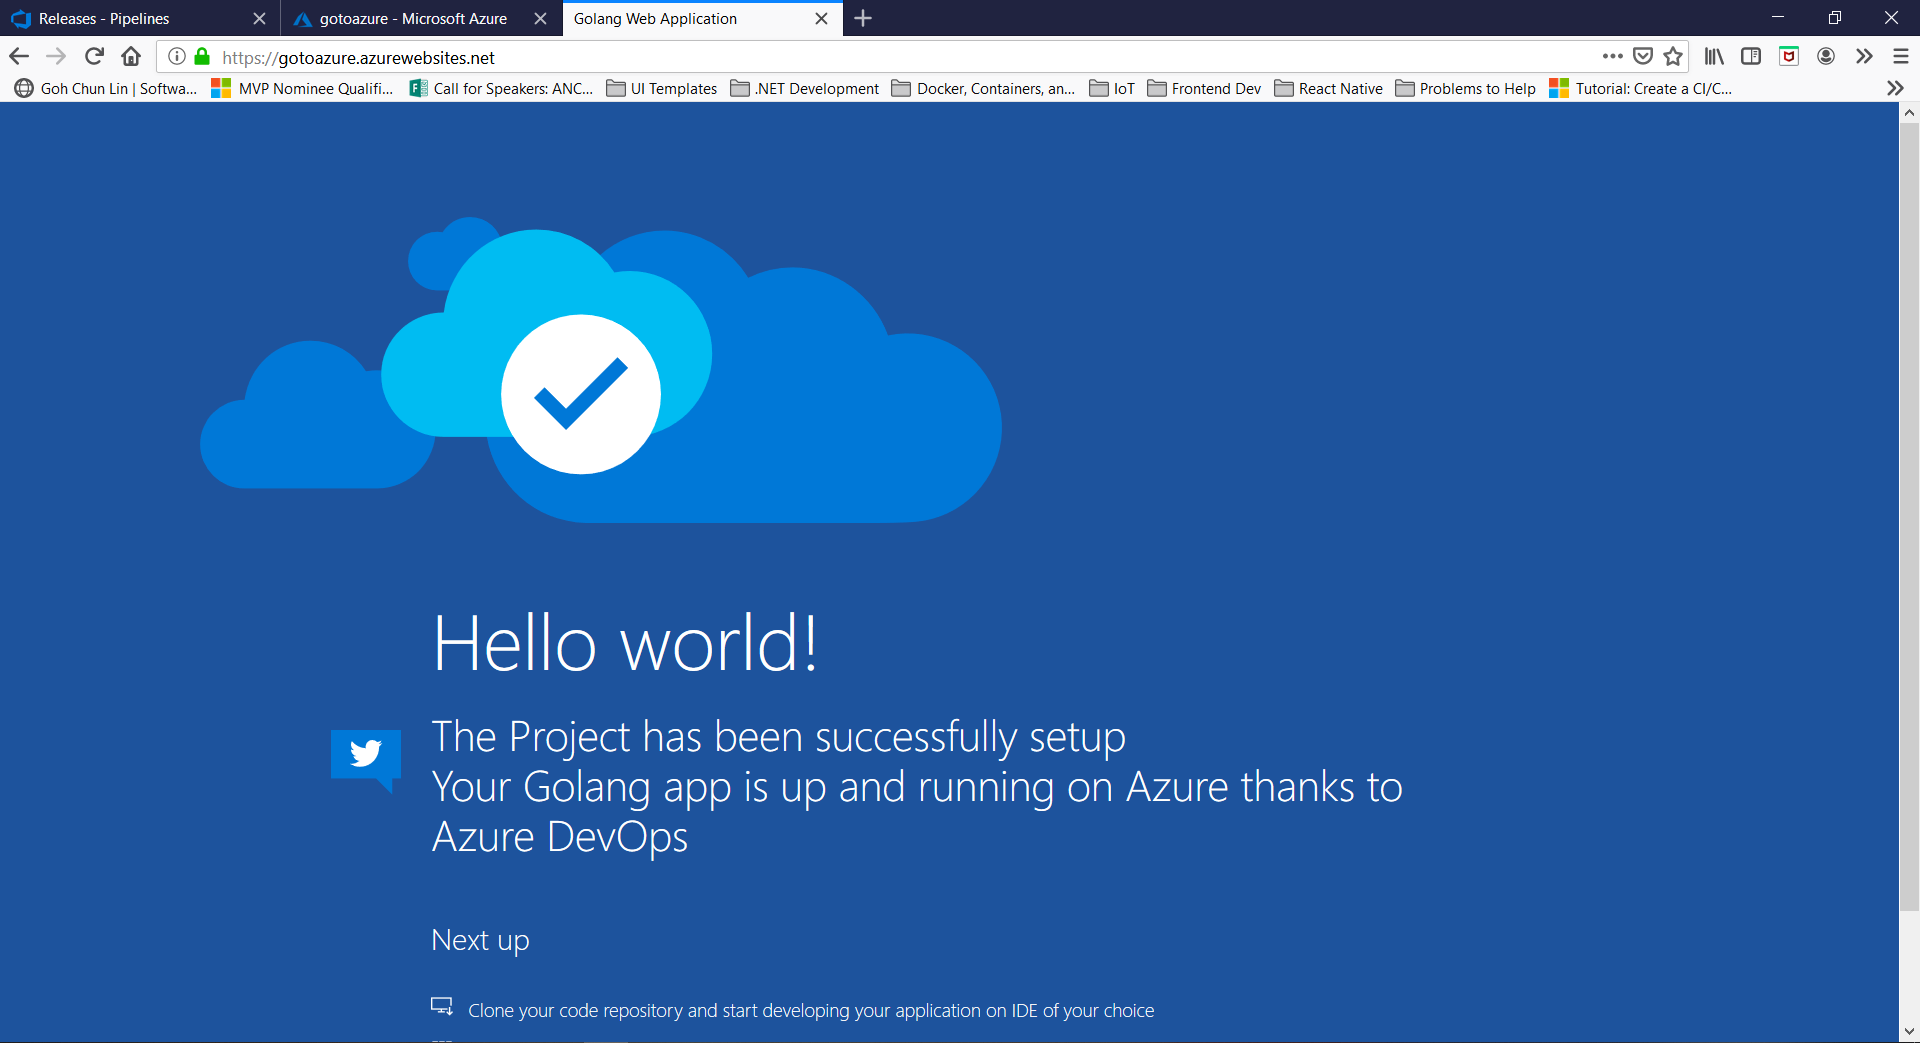 Releases - Pipelines
gotoazure - Microsoft Azure
Golang Web Application
https://gotoazure.azurewebsites.net
Goh Chun Lin | Softwa...
MVP Nominee Qualifi...
Call for Speakers: ANC...
UI Templates
.NET Development
Docker, Containers, an...
IoT
Frontend Dev
React Native
Problems to Help
Tutorial: Create a CI/C...
Hello world!
The Project has been successfully setup
Your Golang app is up and running on Azure thanks to
Azure DevOps
Next up
Clone your code repository and start developing your application on IDE of your choice